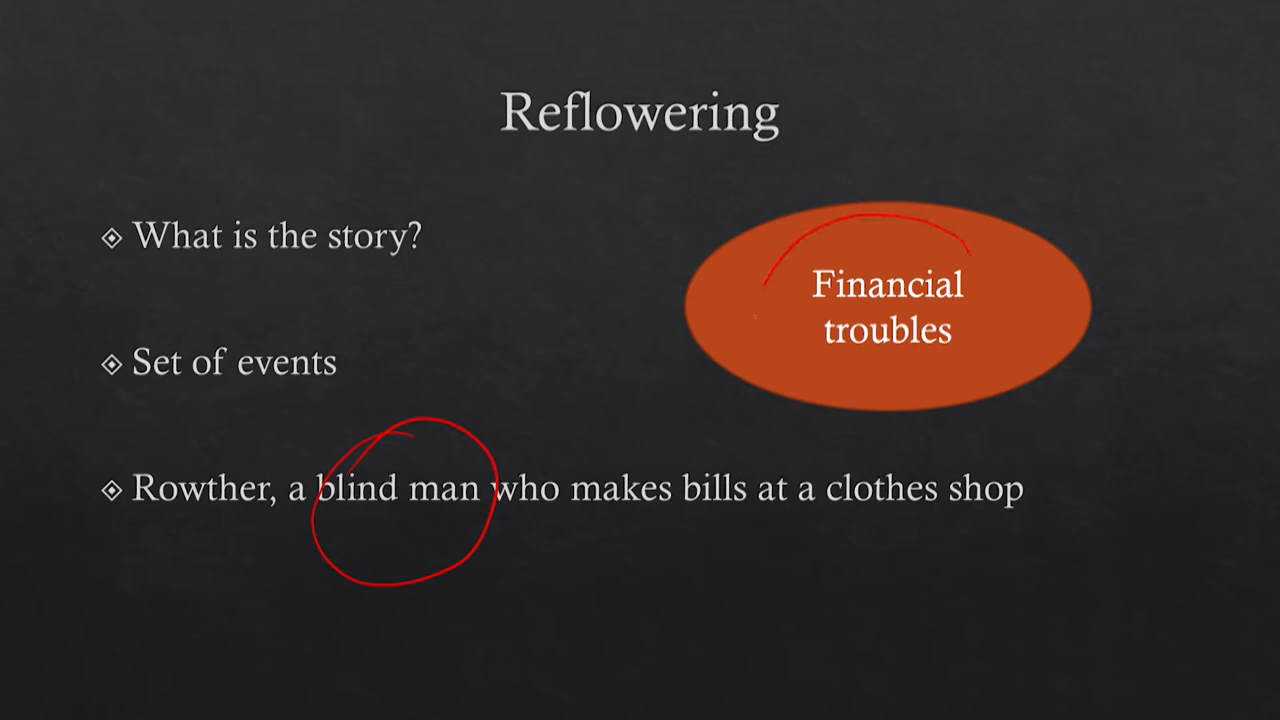 Reflowering
What is the story?
Financial
troubles
Set of events
Rowther, a blind man who makes bills at a clothes shop